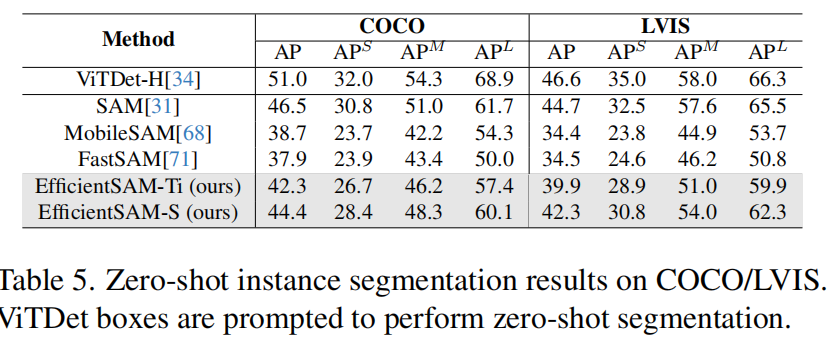 Method COCO LVIS
AP AP^S AP^M AP^L AP AP^S AP^M AP^L
ViTDet-H[34] 51.0 32.0 54.3 68.9 46.6 35.0 58.0 66.3
SAM[31] 46.5 30.8 51.0 61.7 44.7 32.5 57.6 65.5
MobileSAM[68] 38.7 23.7 42.2 54.3 34.4 23.8 44.9 53.7
FastSAM[71] 37.9 23.9 43.4 50.0 34.5 24.6 46.2 50.8
EfficientSAM-Ti (ours) 42.3 26.7 46.2 57.4 39.9 28.9 51.0 59.9
EfficientSAM-S (ours) 44.4 28.4 48.3 60.1 42.3 30.8 54.0 62.3
Table 5. Zero-shot instance segmentation results on COCO/LVIS.
ViTDet boxes are prompted to perform zero-shot segmentation.